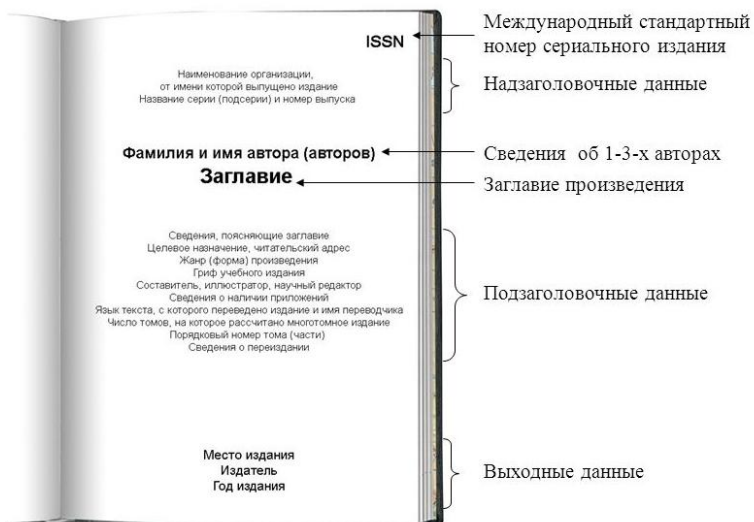 ISSN
Международный стандартный
номер сериального издания
Наименование организации,
от имени которой выпущено издание
Название серии (подсерии) и номер выпуска
Надзаголовочные данные
Фамилия и имя автора (авторов)
Сведения об 1-3-х авторах
Заглавие
Заглавие произведения
Сведения, поясняющие заглавие
Целевое назначение, читательский адрес
Жанр (форма) произведения
Гриф учебного издания
Составитель, иллюстратор, научный редактор
Сведения о наличии приложений
Язык текста, с которого переведено издание и имя переводчика
Число томов, на которое рассчитано многотомное издание
Порядковый номер тома (части)
Сведения о переиздании
Подзаголовочные данные
Место издания
Издатель
Год издания
Выходные данные